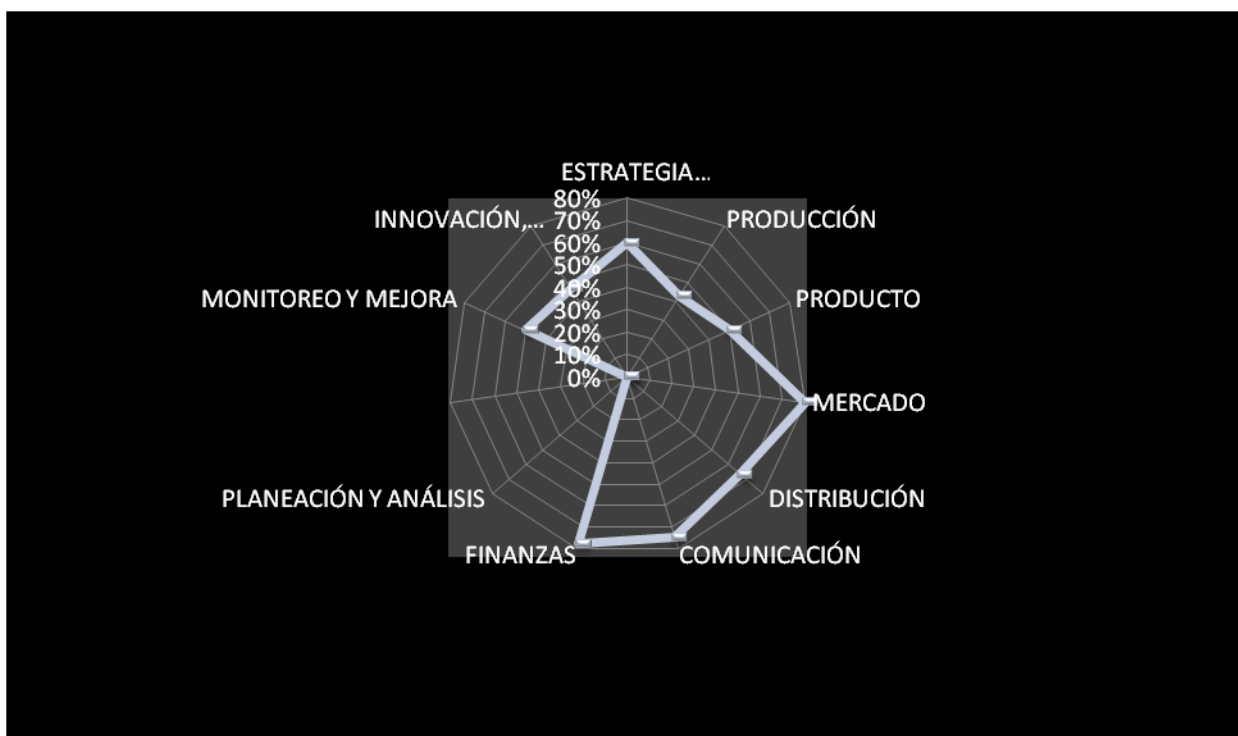 ESTRATEGIA...
80%
INNOVACIÓN,...
PRODUCCIÓN
70%
60%
50%
MONITOREO Y MEJORA
PRODUCTO
40%
30%
20%
10%
0%
MERCADO
PLANEACIÓN Y ANÁLISIS
DISTRIBUCIÓN
FINANZAS
COMUNICACIÓN